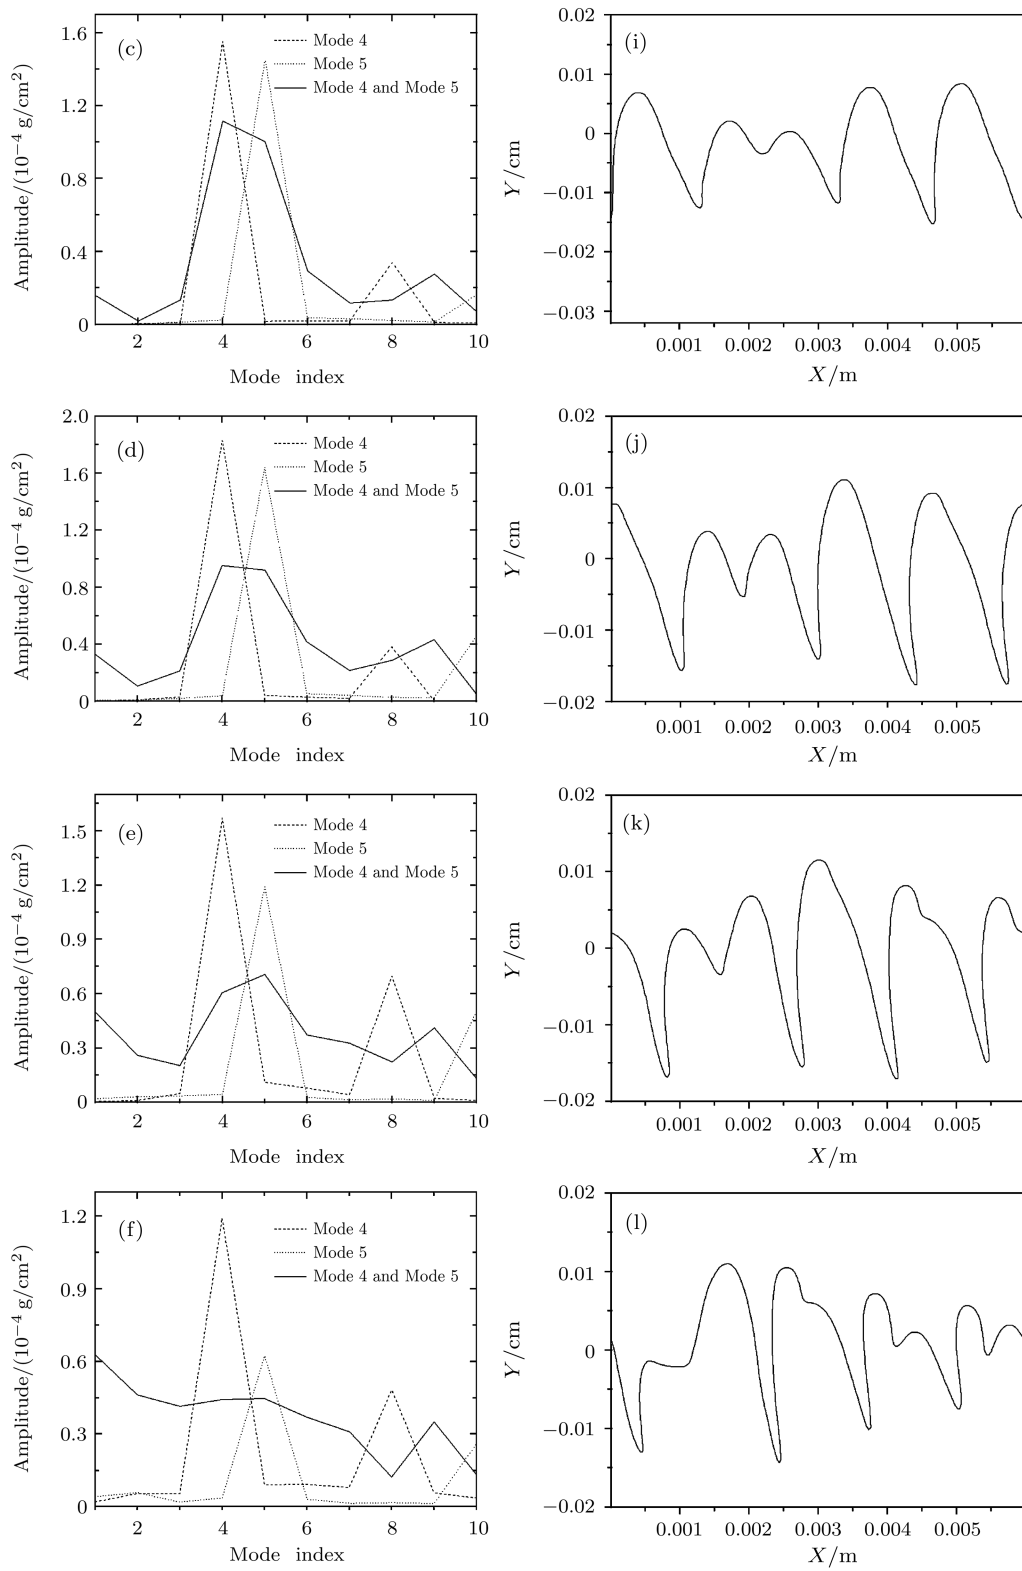 (c)
Mode 4
Mode 5
Mode 4 and Mode 5
1.6
1.2
0.8
0.4
0
Amplitude/(10⁻⁴ g/cm²)
2 4 6 8 10
Mode index
(i)
0.02
0.01
0
−0.01
−0.02
−0.03
Y/cm
0.001 0.002 0.003 0.004 0.005
X/m
(d)
Mode 4
Mode 5
Mode 4 and Mode 5
2.0
1.6
1.2
0.8
0.4
0
Amplitude/(10⁻⁴ g/cm²)
2 4 6 8 10
Mode index
(j)
0.02
0.01
0
−0.01
−0.02
Y/cm
0.001 0.002 0.003 0.004 0.005
X/m
(e)
Mode 4
Mode 5
Mode 4 and Mode 5
1.5
1.2
0.9
0.6
0.3
0
Amplitude/(10⁻⁴ g/cm²)
2 4 6 8 10
Mode index
(k)
0.02
0.01
0
−0.01
−0.02
Y/cm
0.001 0.002 0.003 0.004 0.005
X/m
(f)
Mode 4
Mode 5
Mode 4 and Mode 5
1.2
0.9
0.6
0.3
0
Amplitude/(10⁻⁴ g/cm²)
2 4 6 8 10
Mode index
(l)
0.02
0.01
0
−0.01
−0.02
Y/cm
0.001 0.002 0.003 0.004 0.005
X/m